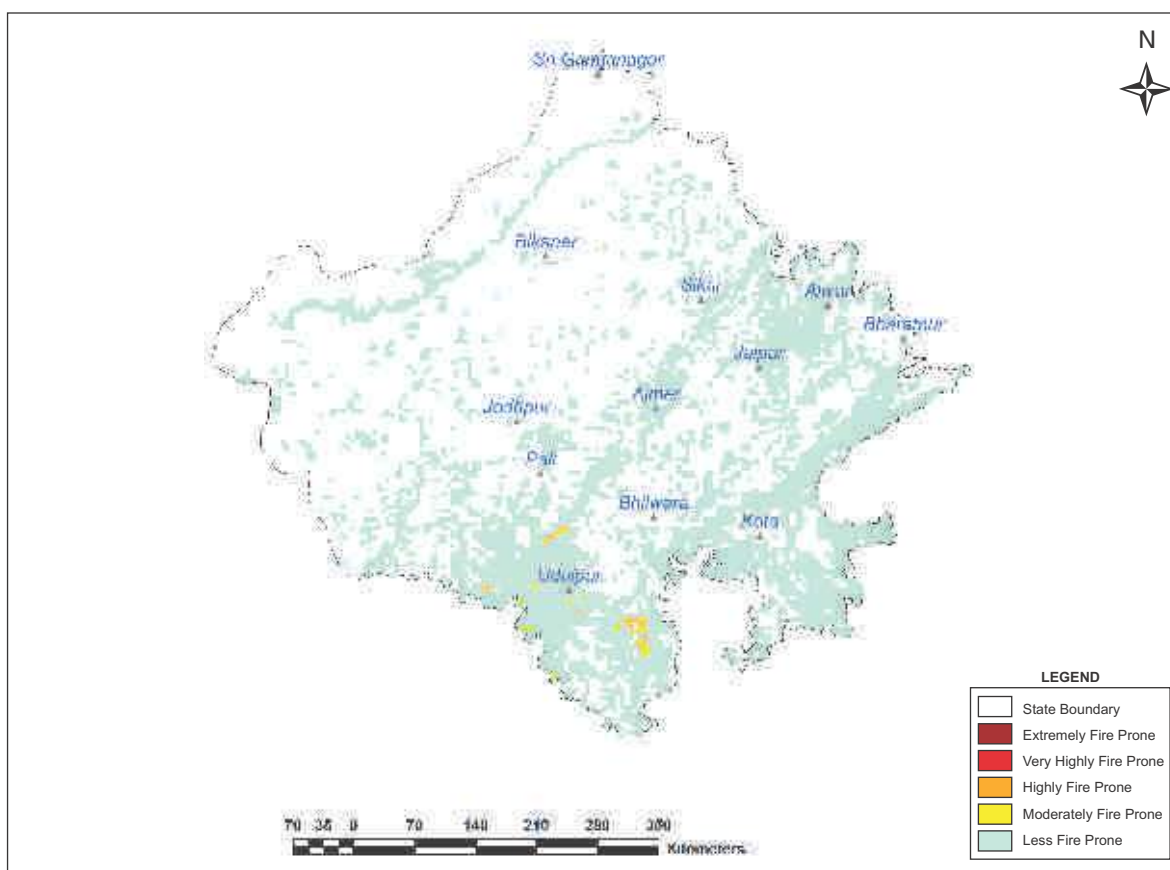 N
Sri Ganganagar
Bikaner
Sikar
Alwar
Bharatpur
Jaipur
Ajmer
Jodhpur
Pali
Bhilwara
Kota
Udaipur
LEGEND
State Boundary
Extremely Fire Prone
Very Highly Fire Prone
Highly Fire Prone
Moderately Fire Prone
Less Fire Prone
70 35 0 70 140 210 280 350
Kilometers